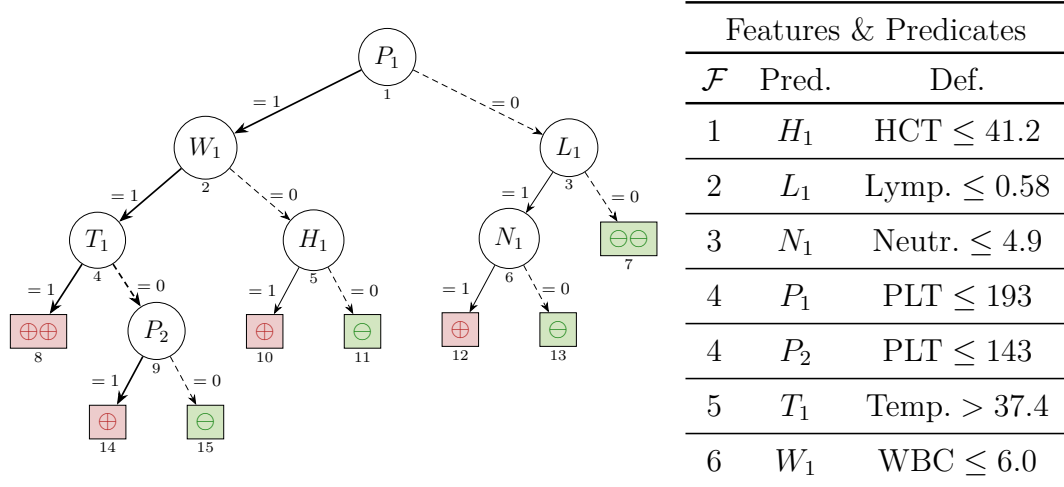 P₁
1
= 1
= 0
W₁
2
L₁
3
= 1
= 0
= 1
= 0
T₁
4
H₁
5
N₁
6
⊖⊖
7
= 1
= 0
= 1
= 0
= 1
= 0
⊕⊕
8
P₂
9
⊕
10
⊖
11
⊕
12
⊖
13
= 1
= 0
⊕
14
⊖
15
Features & Predicates
ℱ Pred. Def.
1 H₁ HCT ≤ 41.2
2 L₁ Lymp. ≤ 0.58
3 N₁ Neutr. ≤ 4.9
4 P₁ PLT ≤ 193
4 P₂ PLT ≤ 143
5 T₁ Temp. > 37.4
6 W₁ WBC ≤ 6.0